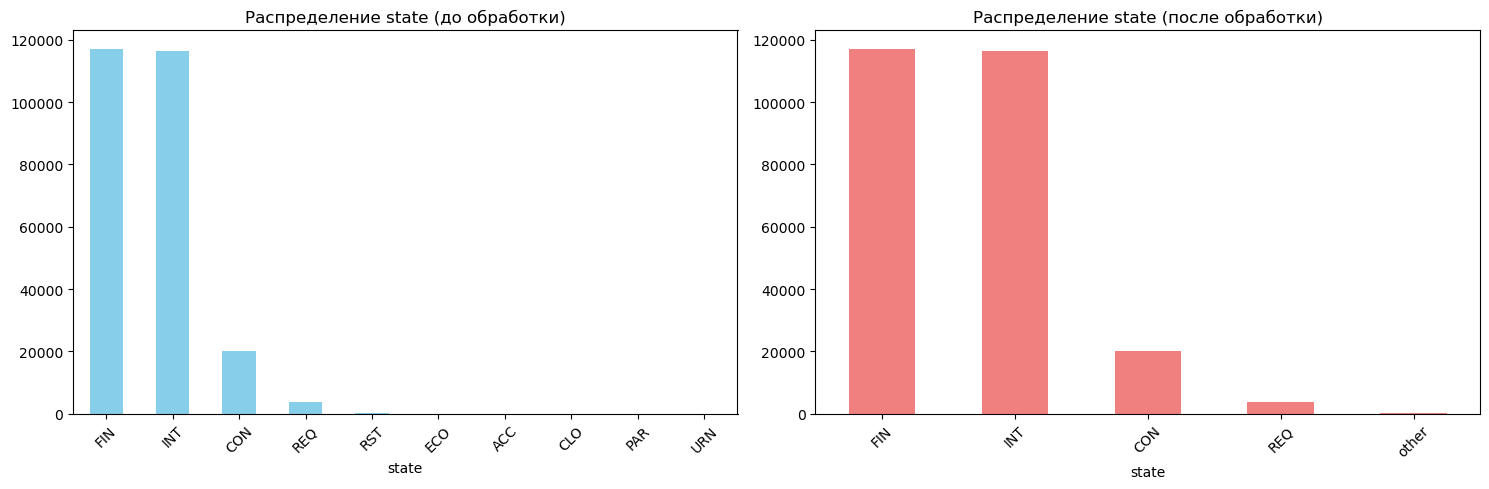 Распределение state (до обработки)
120000
100000
80000
60000
40000
20000
0
FIN
INT
CON
REQ
RST
ECO
ACC
CLO
PAR
URN
state
Распределение state (после обработки)
120000
100000
80000
60000
40000
20000
0
FIN
INT
CON
REQ
other
state